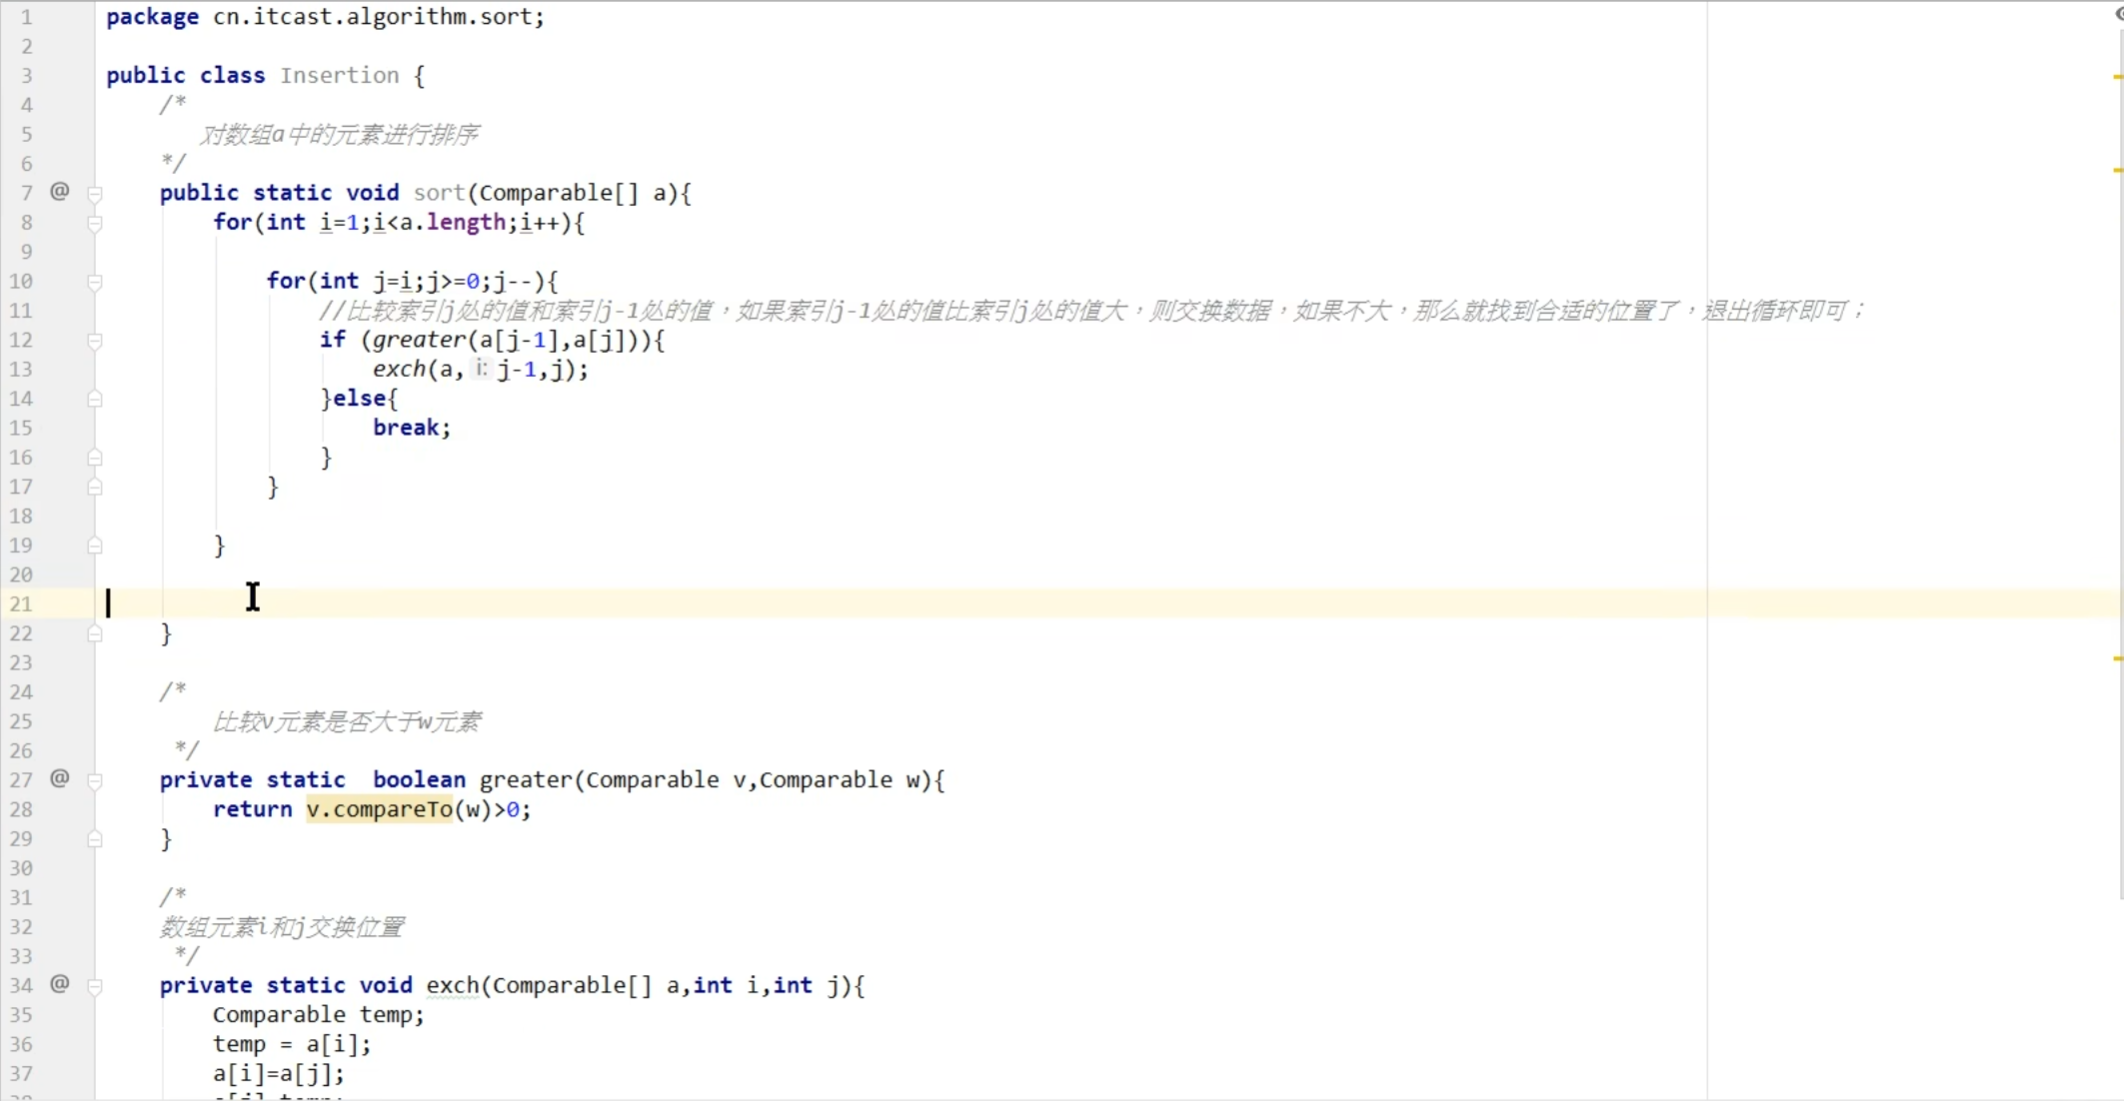 1 package cn.itcast.algorithm.sort;
2
3 public class Insertion {
4 /*
5 对数组a中的元素进行排序
6 */
7 @ public static void sort(Comparable[] a){
8 for(int i=1;i<a.length;i++){
9
10 for(int j=i;j>=0;j--){
11 //比较索引j处的值和索引j-1处的值，如果索引j-1处的值比索引j处的值大，则交换数据，如果不大，那么就找到合适的位置了，退出循环即可；
12 if (greater(a[j-1],a[j])){
13 exch(a, i: j-1,j);
14 }else{
15 break;
16 }
17 }
18
19 }
20
21
22 }
23
24 /*
25 比较v元素是否大于w元素
26 */
27 @ private static  boolean greater(Comparable v,Comparable w){
28 return v.compareTo(w)>0;
29 }
30
31 /*
32 数组元素i和j交换位置
33 */
34 @ private static void exch(Comparable[] a,int i,int j){
35 Comparable temp;
36 temp = a[i];
37 a[i]=a[j];